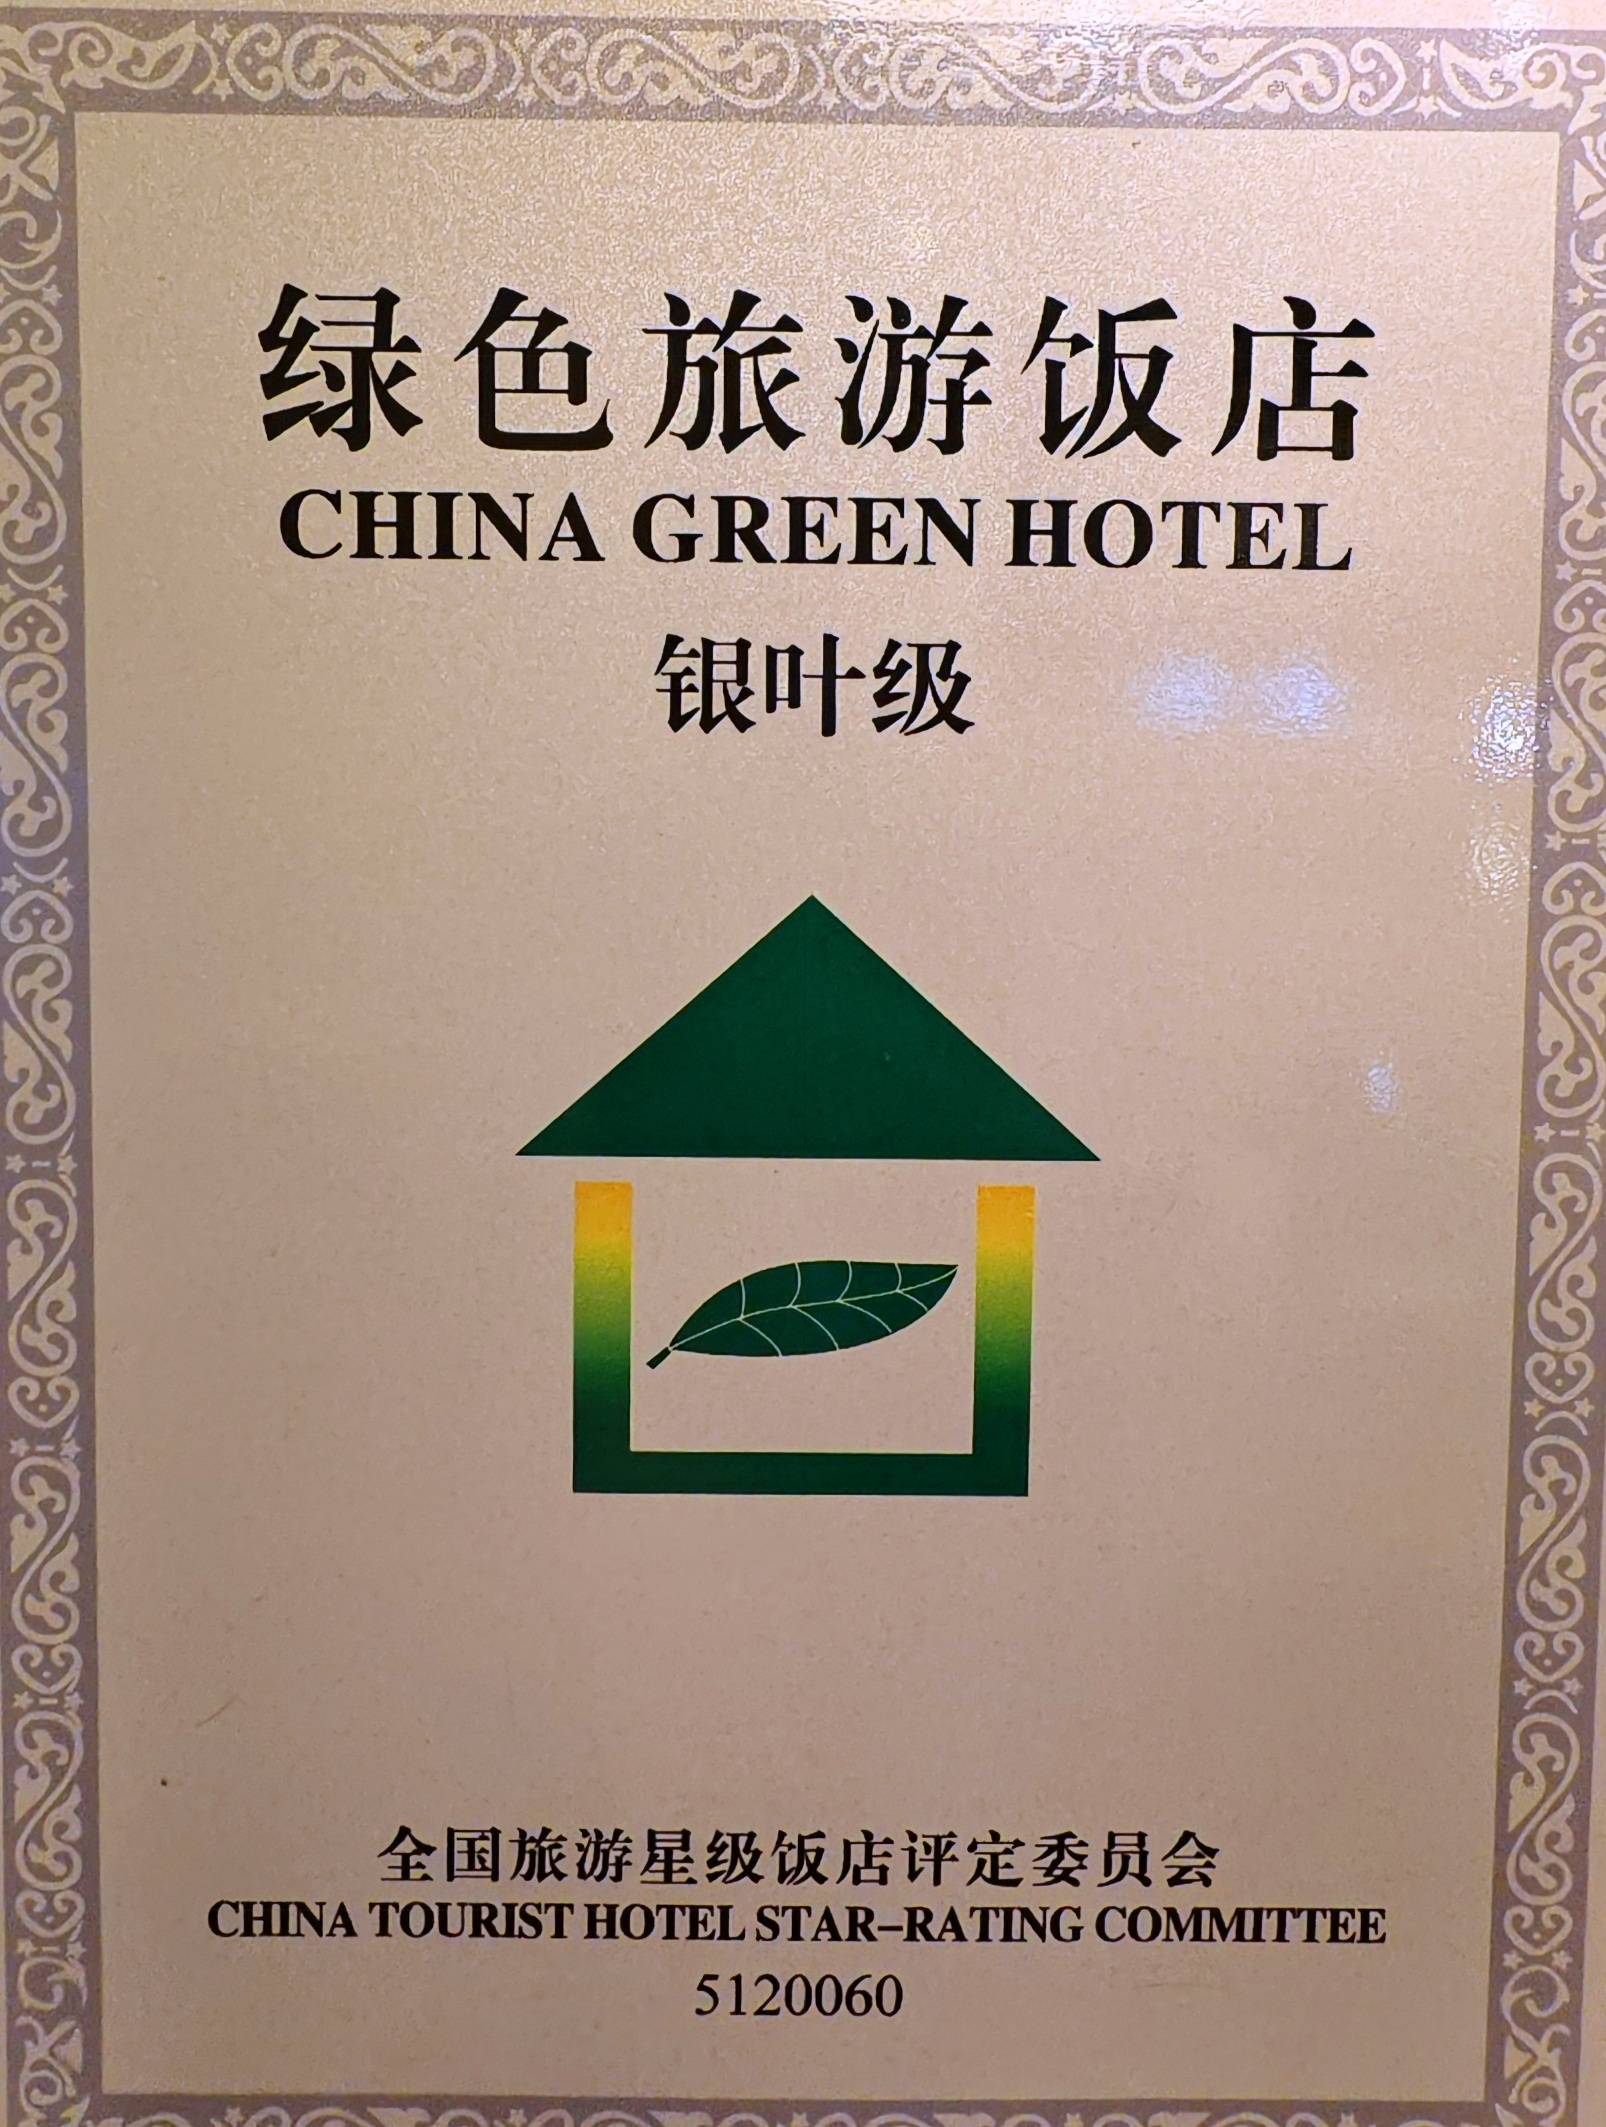 绿色旅游饭店
CHINA GREEN HOTEL
银叶级
全国旅游星级饭店评定委员会
CHINA TOURIST HOTEL STAR-RATING COMMITTEE
5120060